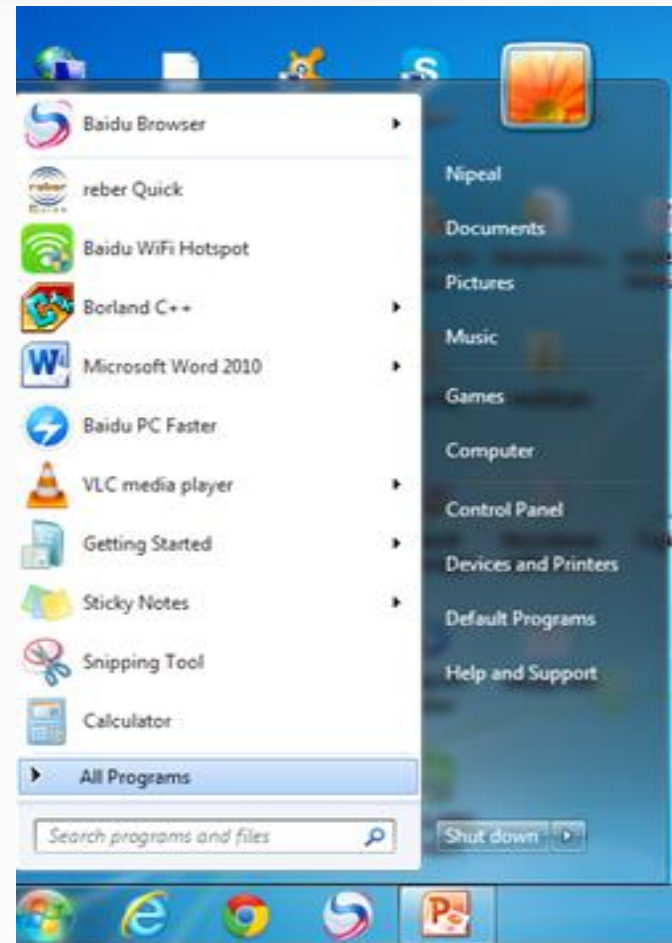 Baidu Browser
reber Quick
Baidu WiFi Hotspot
Borland C++
Microsoft Word 2010
Baidu PC Faster
VLC media player
Getting Started
Sticky Notes
Snipping Tool
Calculator
All Programs
Search programs and files
Nipeal
Documents
Pictures
Music
Games
Computer
Control Panel
Devices and Printers
Default Programs
Help and Support
Shut down